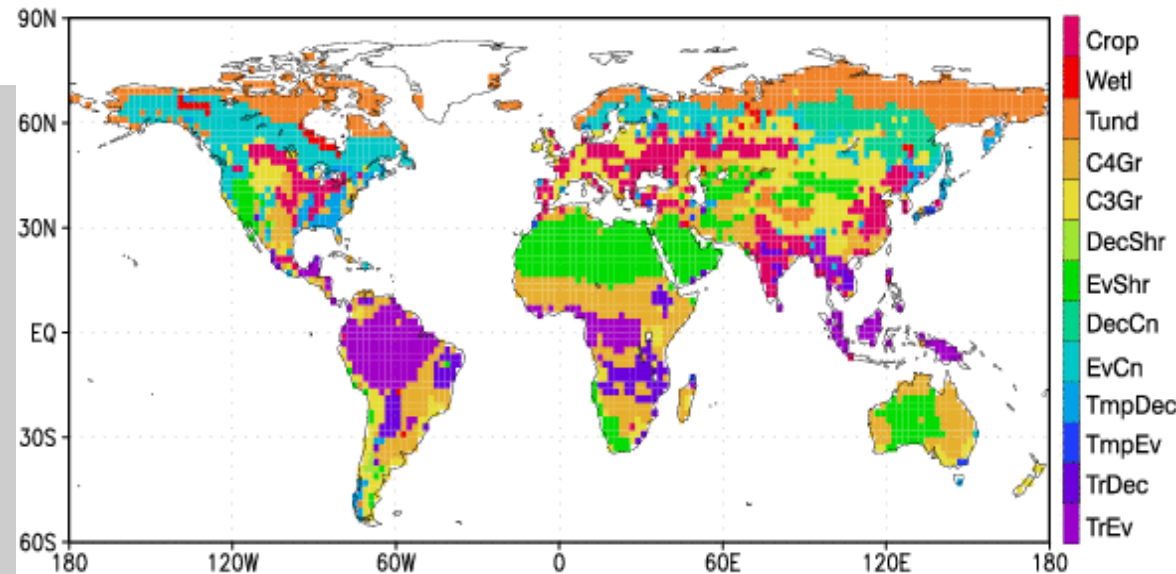 90N
60N
30N
EQ
30S
60S
180
120W
60W
0
60E
120E
180
Crop
Wetl
Tund
C4Gr
C3Gr
DecShr
EvShr
DecCn
EvCn
TmpDec
TmpEv
TrDec
TrEv